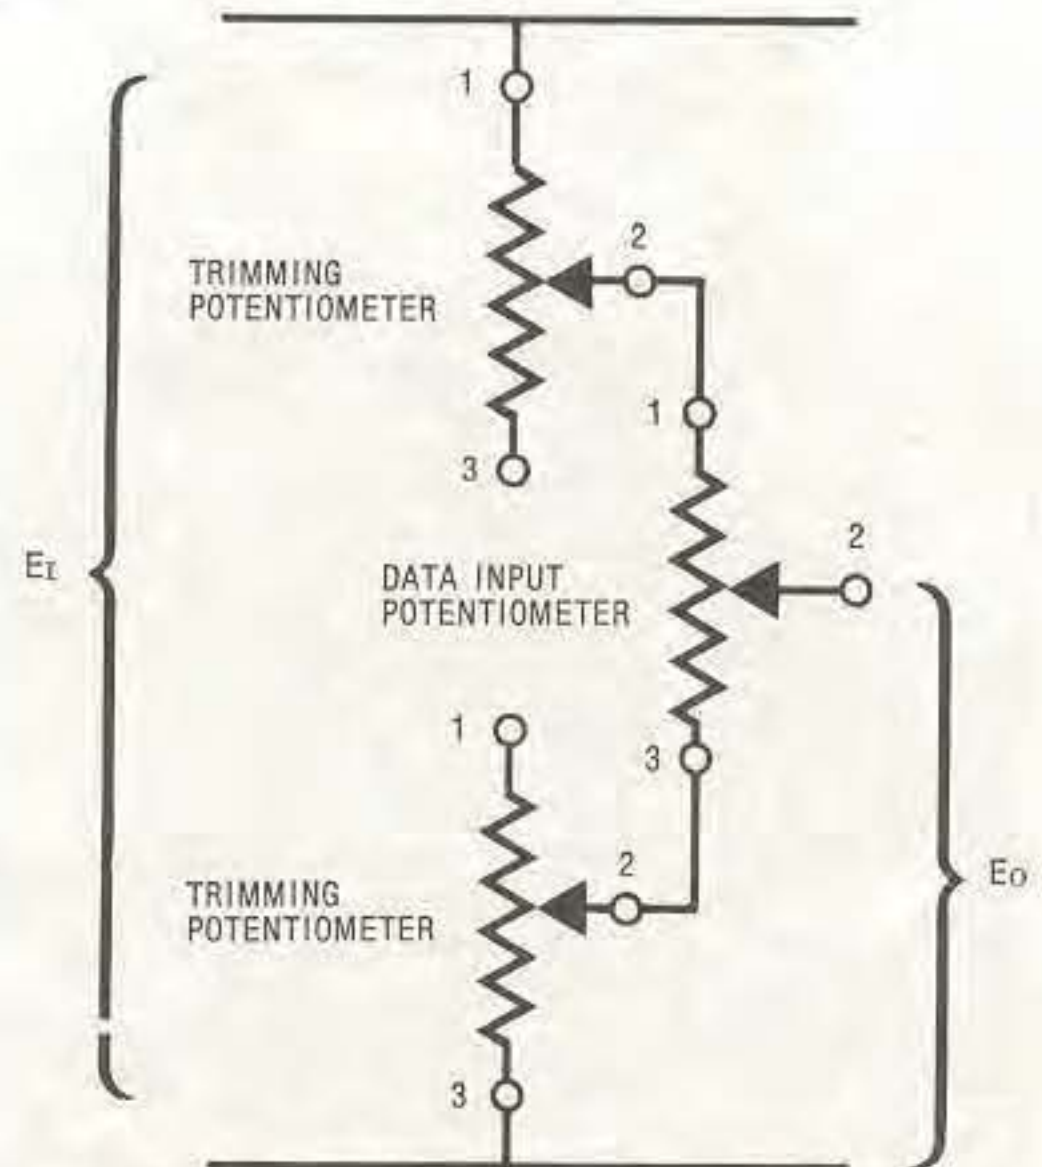 1
2
TRIMMING
POTENTIOMETER
1
3
2
EI
DATA INPUT
POTENTIOMETER
1
3
2
TRIMMING
POTENTIOMETER
EO
3